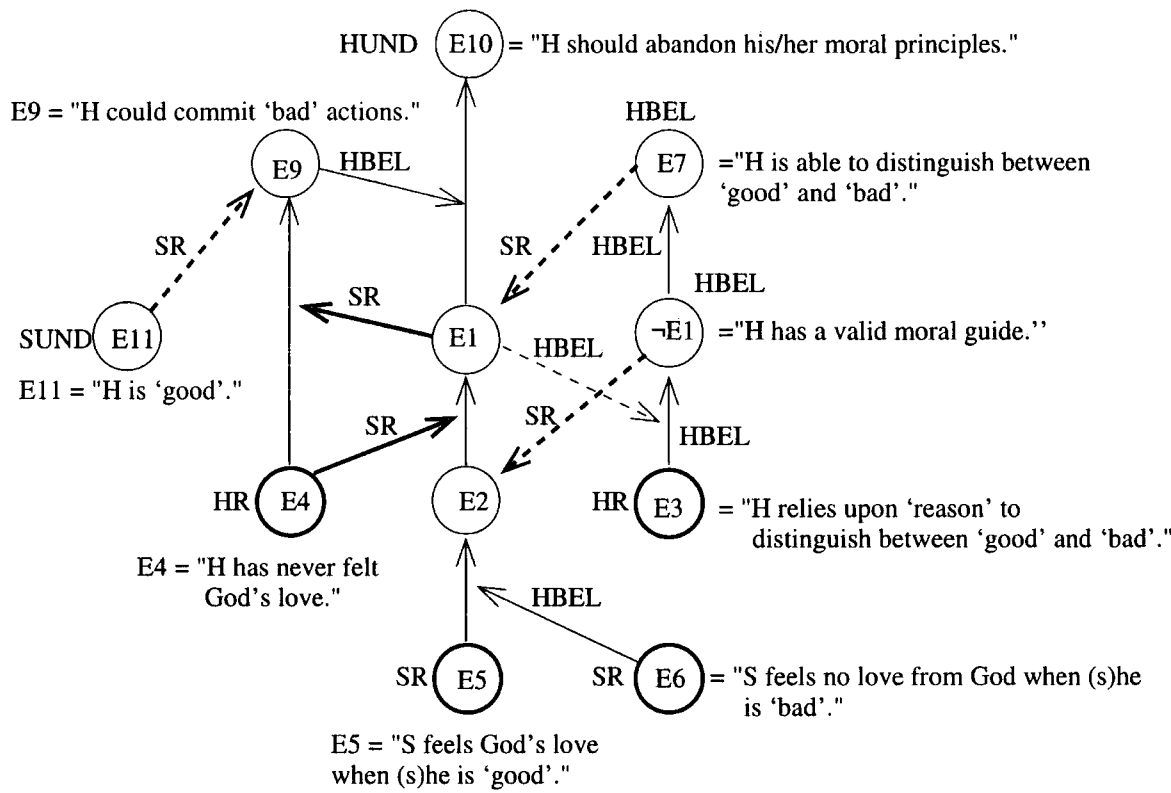 HUND E10 = "H should abandon his/her moral principles."
E9 = "H could commit ‘bad’ actions."
HBEL
E9
HBEL
E7 ="H is able to distinguish between
‘good’ and ‘bad’."
SR
SR
HBEL
HBEL
SR
SUND E11
E1
HBEL
¬E1 ="H has a valid moral guide.’’
E11 = "H is ‘good’."
SR
SR
HBEL
HR E4
E2
HR E3 = "H relies upon ‘reason’ to
distinguish between ‘good’ and ‘bad’."
E4 = "H has never felt
God’s love."
HBEL
SR E5
SR E6 = "S feels no love from God when (s)he
is ‘bad’."
E5 = "S feels God’s love
when (s)he is ‘good’."